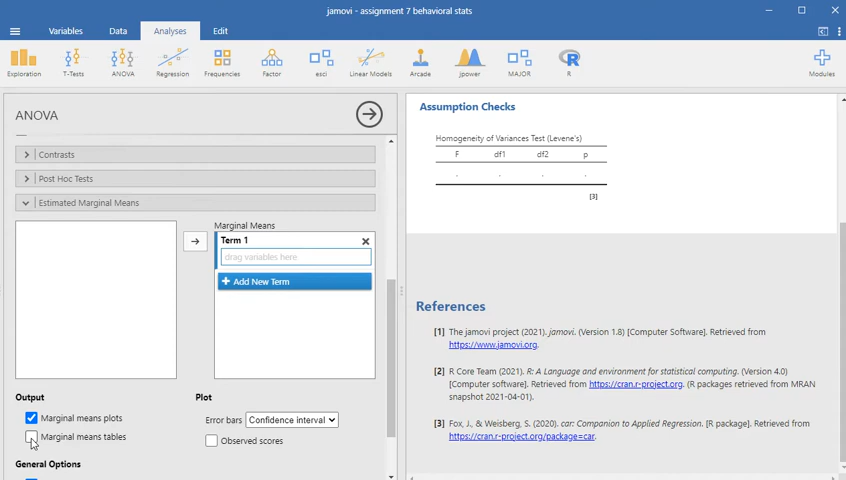 jamovi - assignment 7 behavioral stats
Variables Data Analyses Edit
Exploration T-Tests ANOVA Regression Frequencies Factor esci Linear Models Arcade jpower MAJOR R Modules
ANOVA
Contrasts
Post Hoc Tests
Estimated Marginal Means
Marginal Means
Term 1
drag variables here
Add New Term
Output
Marginal means plots
Marginal means tables
General Options
Plot
Error bars Confidence interval
Observed scores
Assumption Checks
Homogeneity of Variances Test (Levene's)
F df1 df2 p
. . . .
[3]
References
[1] The jamovi project (2021). jamovi. (Version 1.8) [Computer Software]. Retrieved from
https://www.jamovi.org.
[2] R Core Team (2021). R: A Language and environment for statistical computing. (Version 4.0)
[Computer software]. Retrieved from https://cran.r-project.org. (R packages retrieved from MRAN
snapshot 2021-04-01).
[3] Fox, J., & Weisberg, S. (2020). car: Companion to Applied Regression. [R package]. Retrieved from
https://cran.r-project.org/package=car.